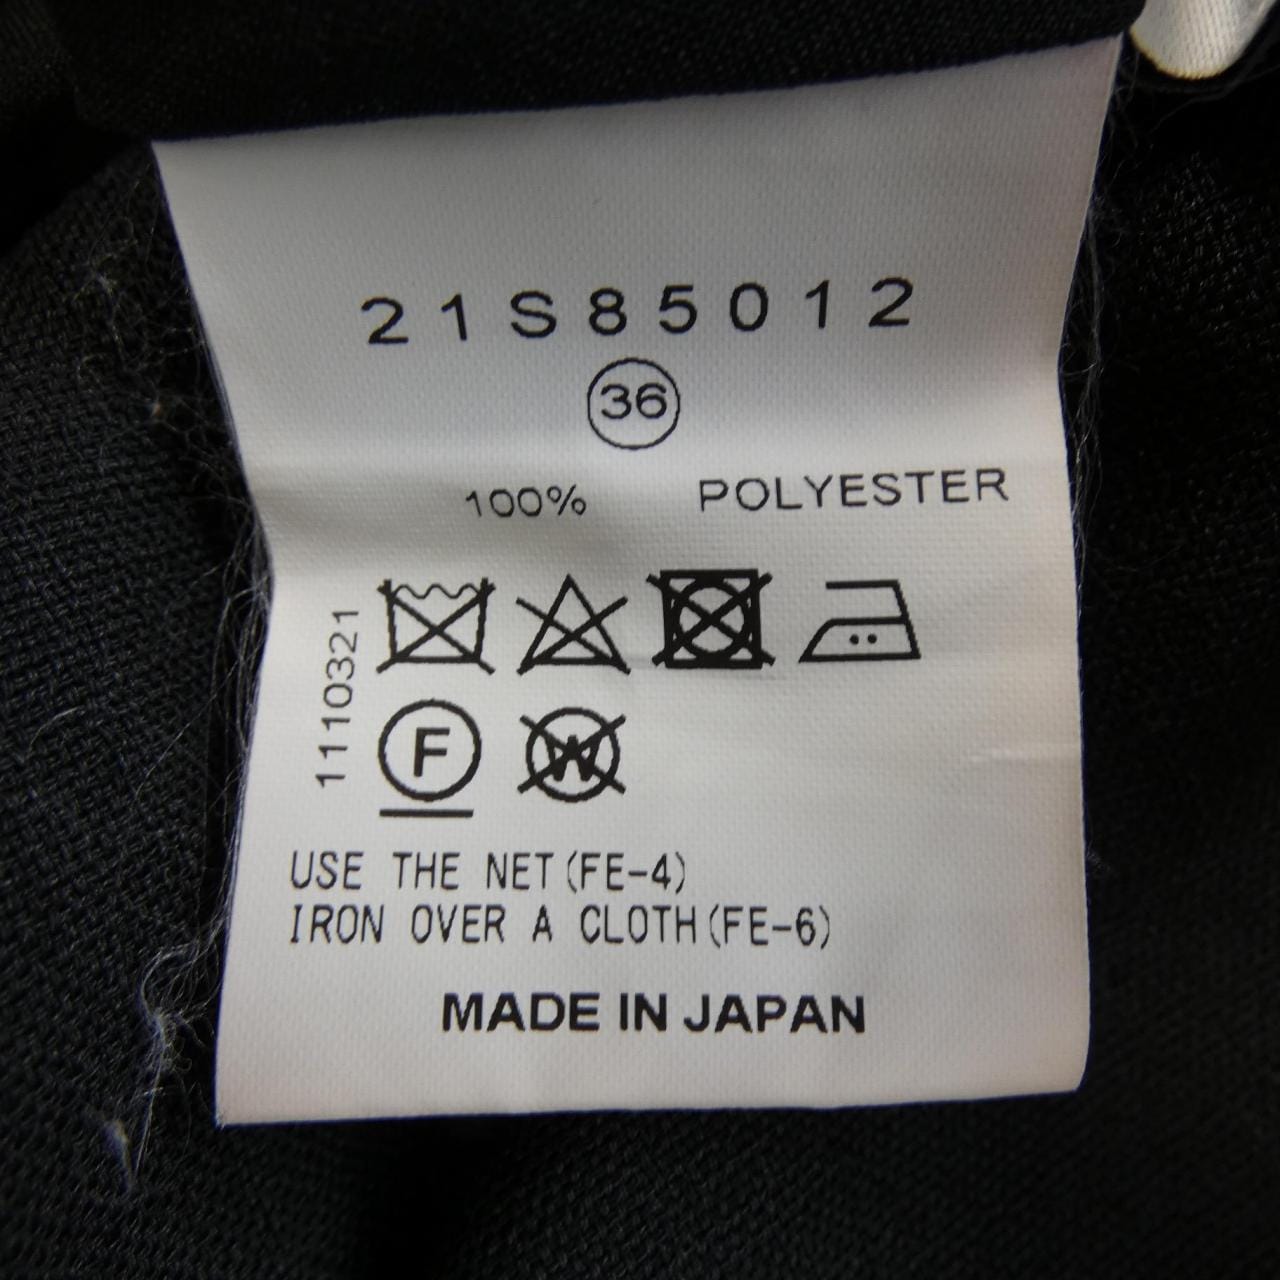 21S85012
36
100% POLYESTER
1110321
F W
USE THE NET(FE-4)
IRON OVER A CLOTH(FE-6)
MADE IN JAPAN